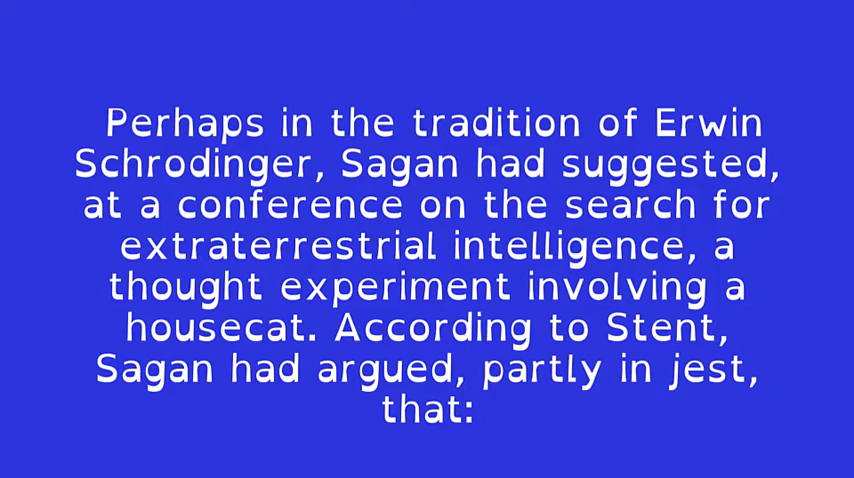 Perhaps in the tradition of Erwin
Schrodinger, Sagan had suggested,
at a conference on the search for
extraterrestrial intelligence, a
thought experiment involving a
housecat. According to Stent,
Sagan had argued, partly in jest,
that: